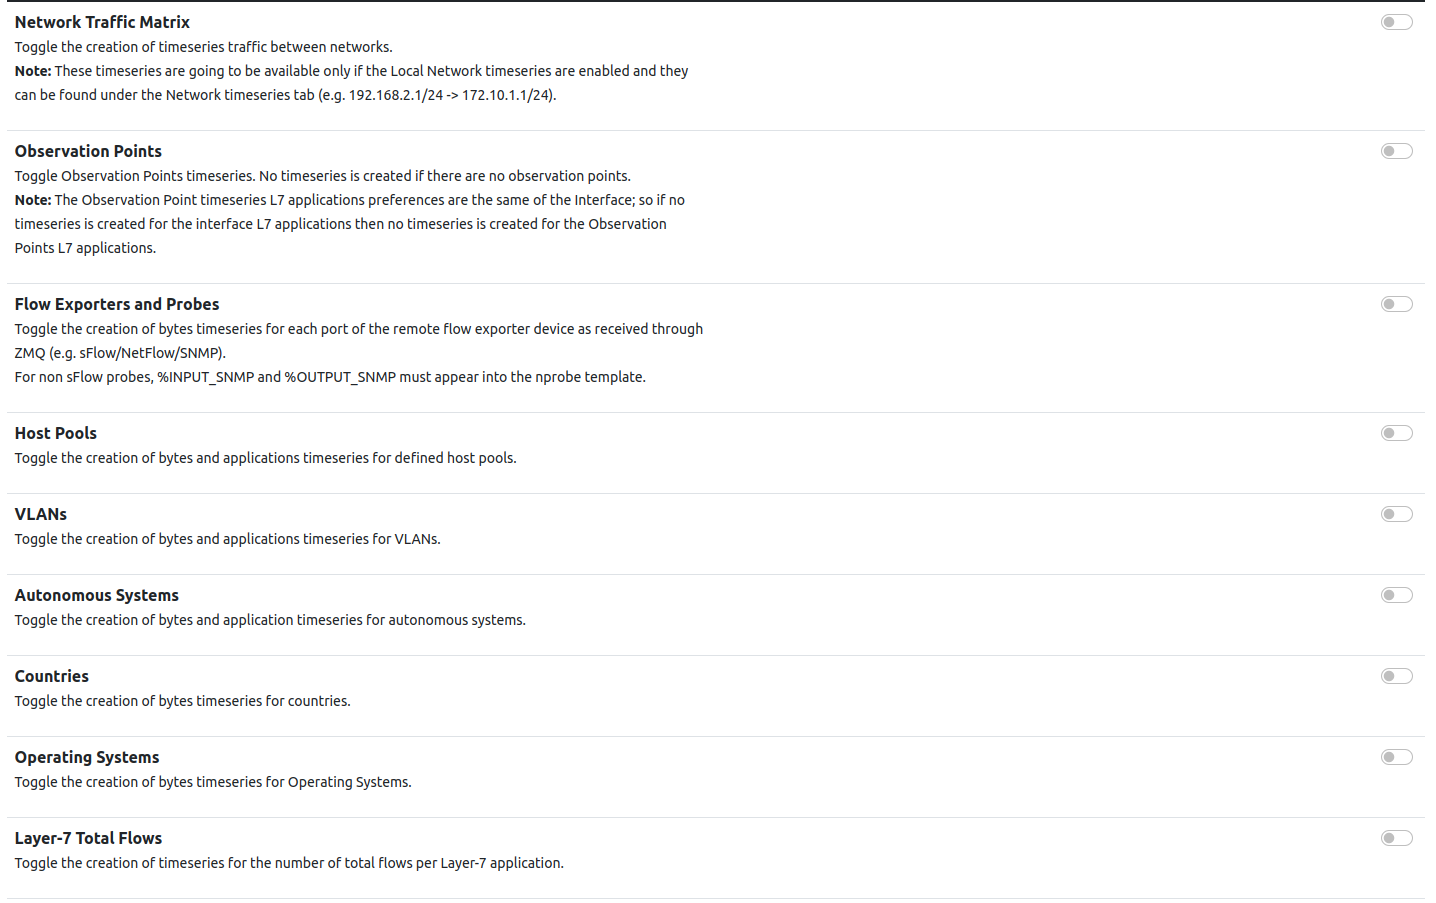 Network Traffic Matrix
Toggle the creation of timeseries traffic between networks.
Note: These timeseries are going to be available only if the Local Network timeseries are enabled and they
can be found under the Network timeseries tab (e.g. 192.168.2.1/24 -> 172.10.1.1/24).
Observation Points
Toggle Observation Points timeseries. No timeseries is created if there are no observation points.
Note: The Observation Point timeseries L7 applications preferences are the same of the Interface; so if no
timeseries is created for the interface L7 applications then no timeseries is created for the Observation
Points L7 applications.
Flow Exporters and Probes
Toggle the creation of bytes timeseries for each port of the remote flow exporter device as received through
ZMQ (e.g. sFlow/NetFlow/SNMP).
For non sFlow probes, %INPUT_SNMP and %OUTPUT_SNMP must appear into the nprobe template.
Host Pools
Toggle the creation of bytes and applications timeseries for defined host pools.
VLANs
Toggle the creation of bytes and applications timeseries for VLANs.
Autonomous Systems
Toggle the creation of bytes and application timeseries for autonomous systems.
Countries
Toggle the creation of bytes timeseries for countries.
Operating Systems
Toggle the creation of bytes timeseries for Operating Systems.
Layer-7 Total Flows
Toggle the creation of timeseries for the number of total flows per Layer-7 application.